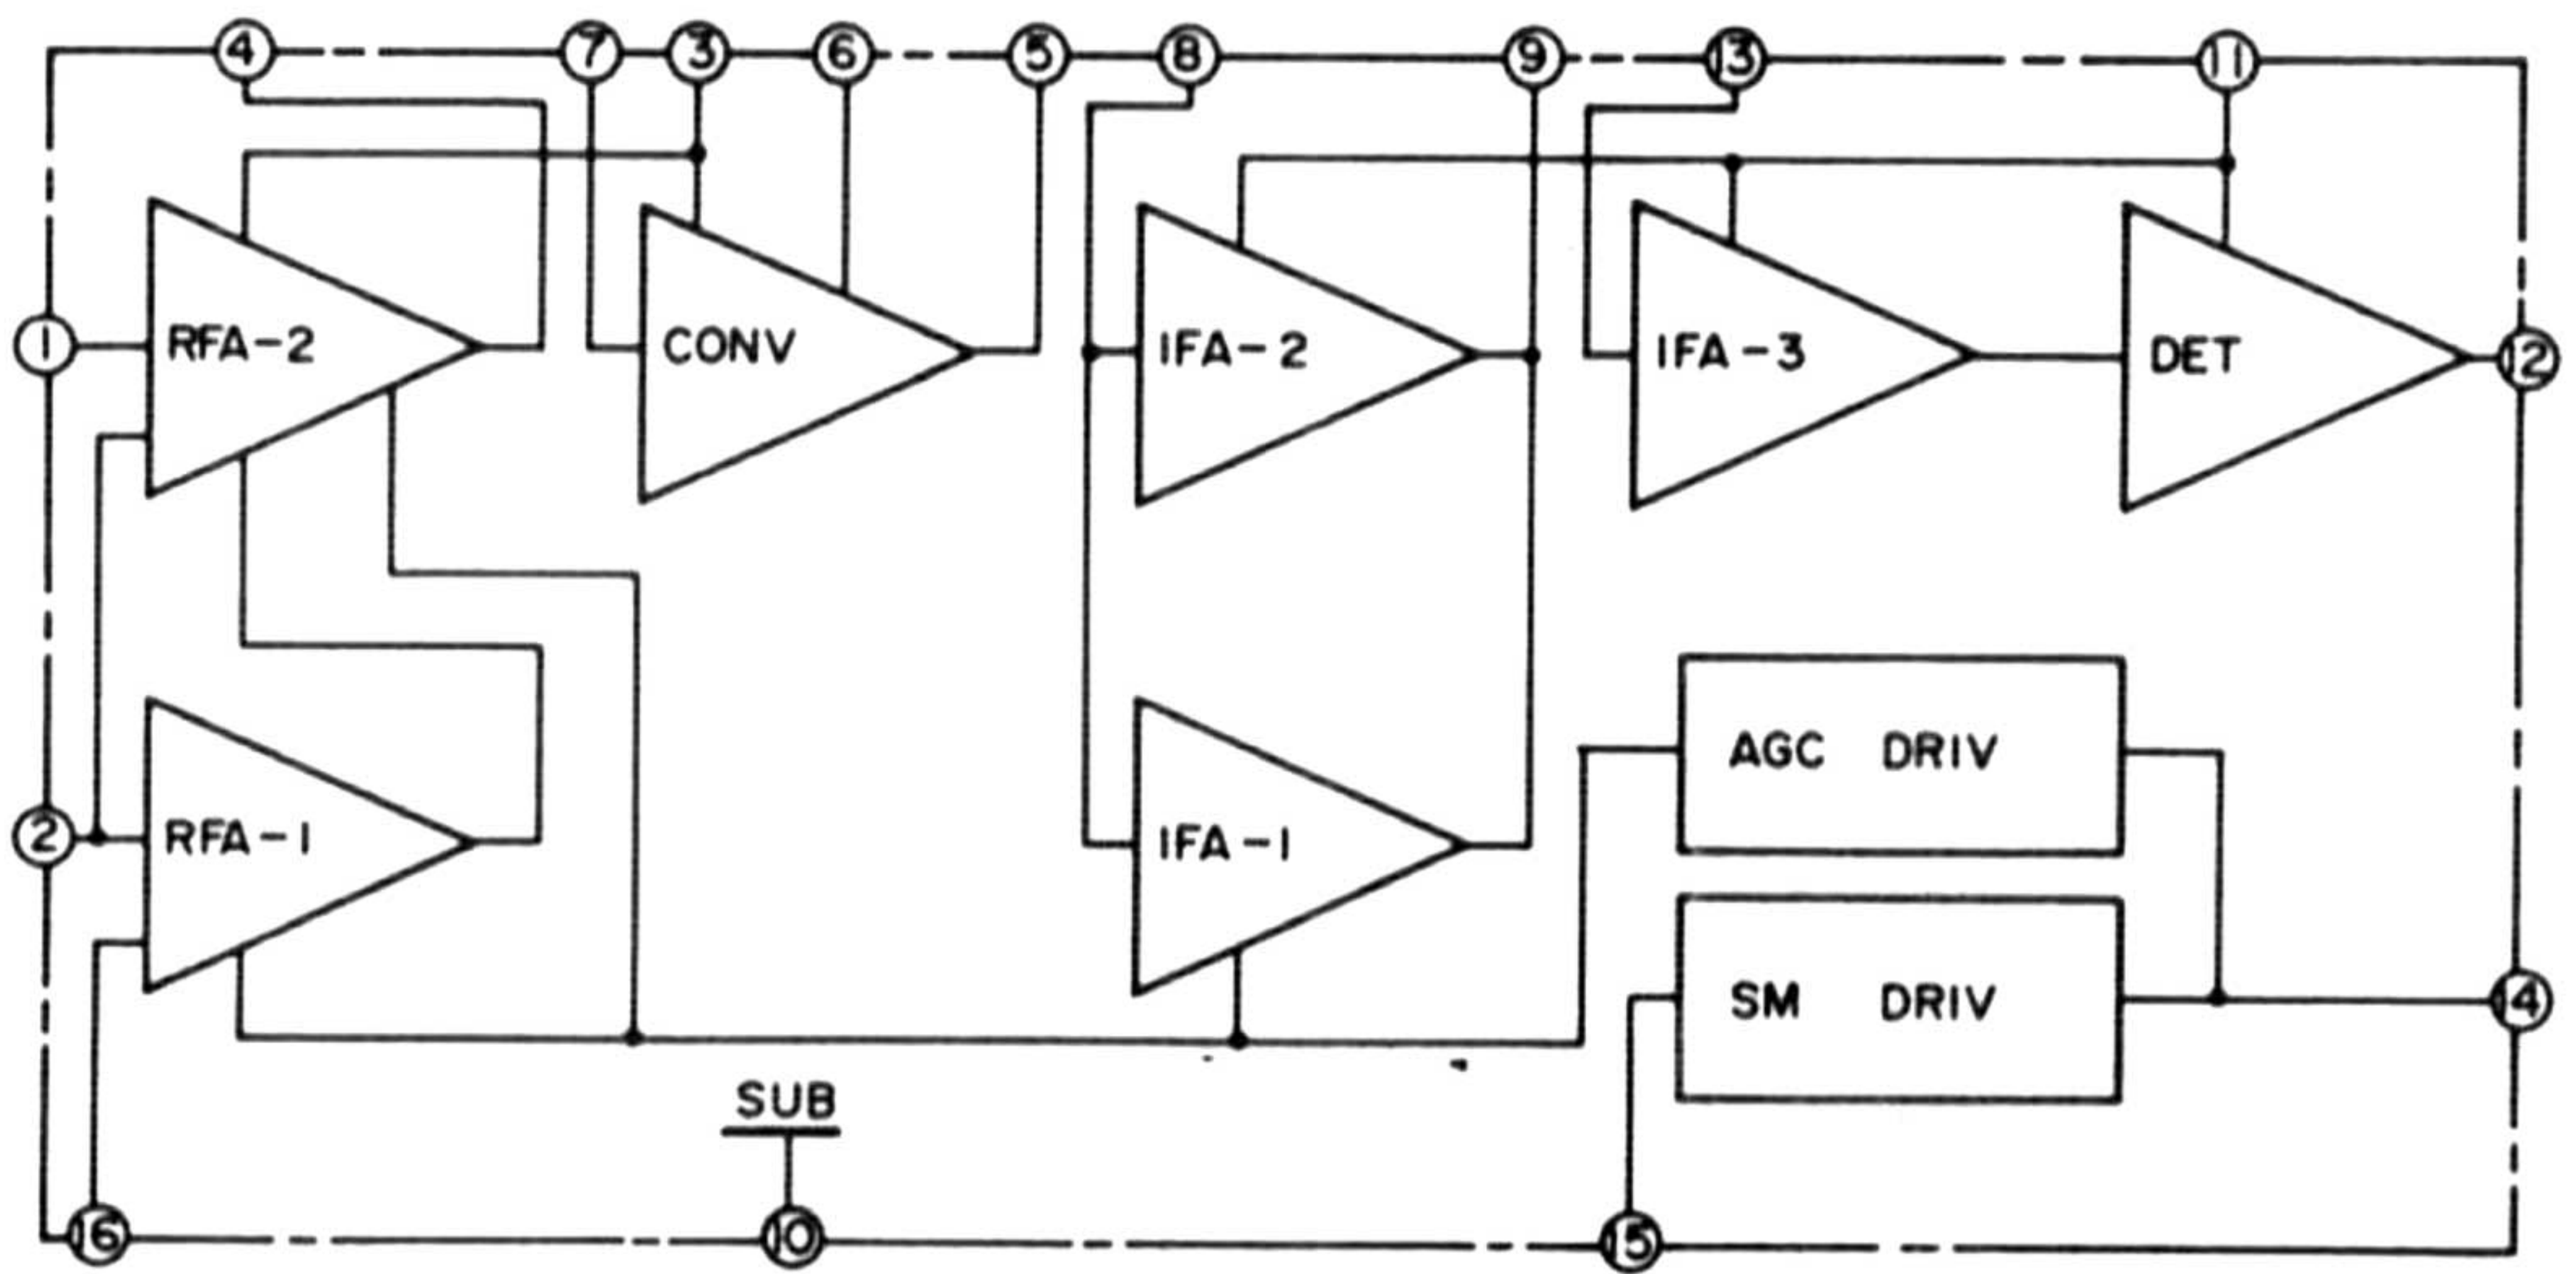 4 7 3 6 5 8 9 13 11
1 RFA-2 CONV IFA-2 IFA-3 DET 12
AGC DRIV
2 RFA-1 IFA-1
SM DRIV 14
SUB
16 10 15